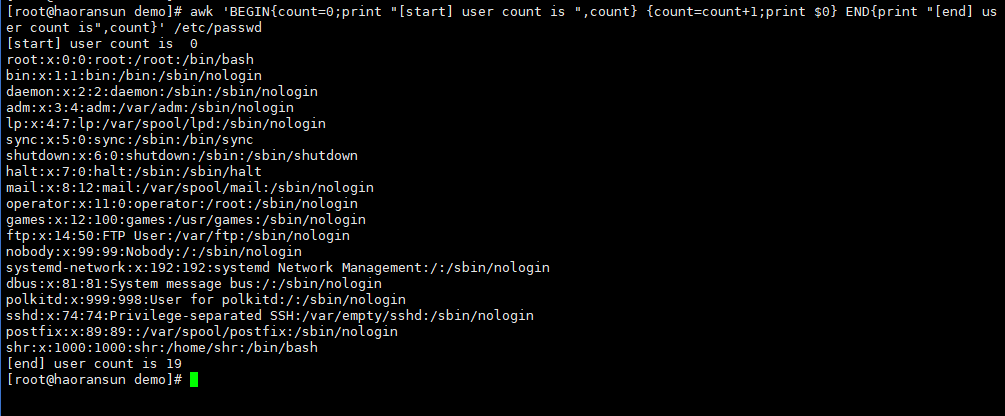 [root@haoransun demo]# awk 'BEGIN{count=0;print "[start] user count is ",count} {count=count+1;print $0} END{print "[end] us
er count is",count}' /etc/passwd
[start] user count is  0
root:x:0:0:root:/root:/bin/bash
bin:x:1:1:bin:/bin:/sbin/nologin
daemon:x:2:2:daemon:/sbin:/sbin/nologin
adm:x:3:4:adm:/var/adm:/sbin/nologin
lp:x:4:7:lp:/var/spool/lpd:/sbin/nologin
sync:x:5:0:sync:/sbin:/bin/sync
shutdown:x:6:0:shutdown:/sbin:/sbin/shutdown
halt:x:7:0:halt:/sbin:/sbin/halt
mail:x:8:12:mail:/var/spool/mail:/sbin/nologin
operator:x:11:0:operator:/root:/sbin/nologin
games:x:12:100:games:/usr/games:/sbin/nologin
ftp:x:14:50:FTP User:/var/ftp:/sbin/nologin
nobody:x:99:99:Nobody:/:/sbin/nologin
systemd-network:x:192:192:systemd Network Management:/:/sbin/nologin
dbus:x:81:81:System message bus:/:/sbin/nologin
polkitd:x:999:998:User for polkitd:/:/sbin/nologin
sshd:x:74:74:Privilege-separated SSH:/var/empty/sshd:/sbin/nologin
postfix:x:89:89::/var/spool/postfix:/sbin/nologin
shr:x:1000:1000:shr:/home/shr:/bin/bash
[end] user count is 19
[root@haoransun demo]#